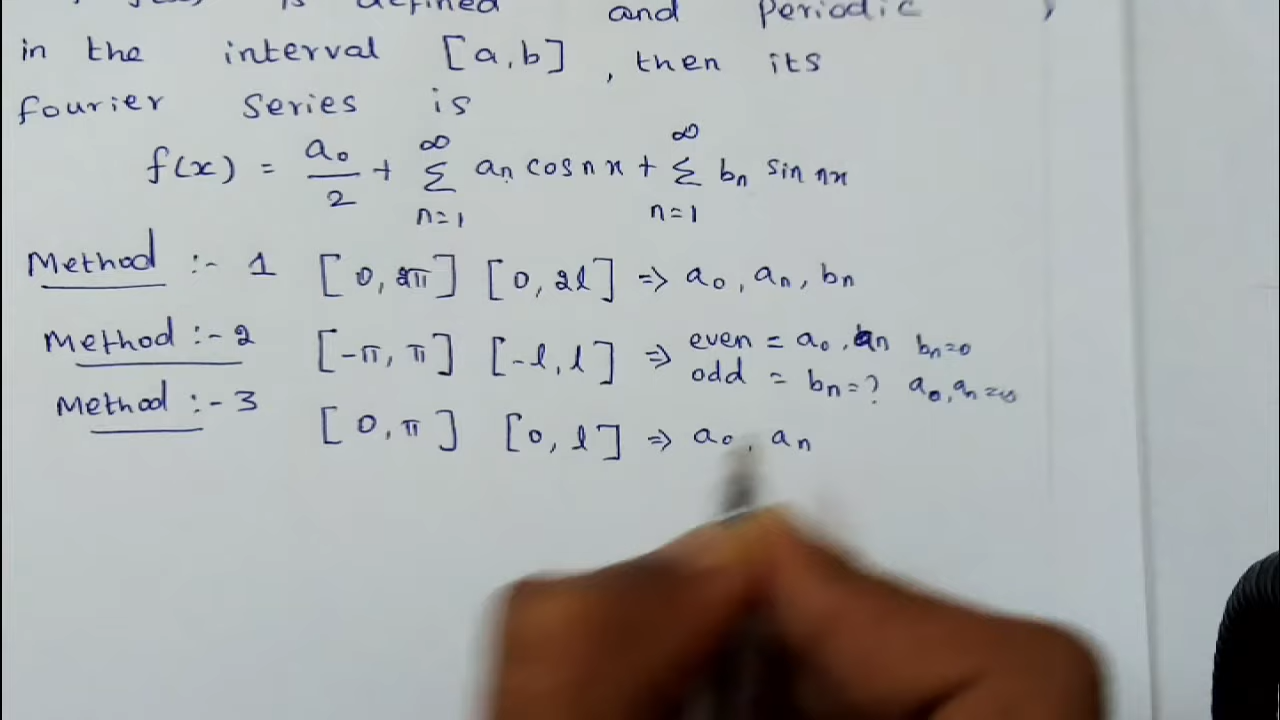 is defined and periodic
in the interval [a,b] , then its
fourier series is
f(x) = a₀/2 + ∞ Σ n=1 aₙ cos nx + ∞ Σ n=1 bₙ sin nx
Method :- 1 [0, 2π] [0, 2l] => a₀, aₙ, bₙ
Method :- 2 [-π, π] [-l, l] => even = a₀, aₙ bₙ=0
odd = bₙ=? a₀, aₙ=0
Method :- 3 [0, π] [0, l] => a₀, aₙ